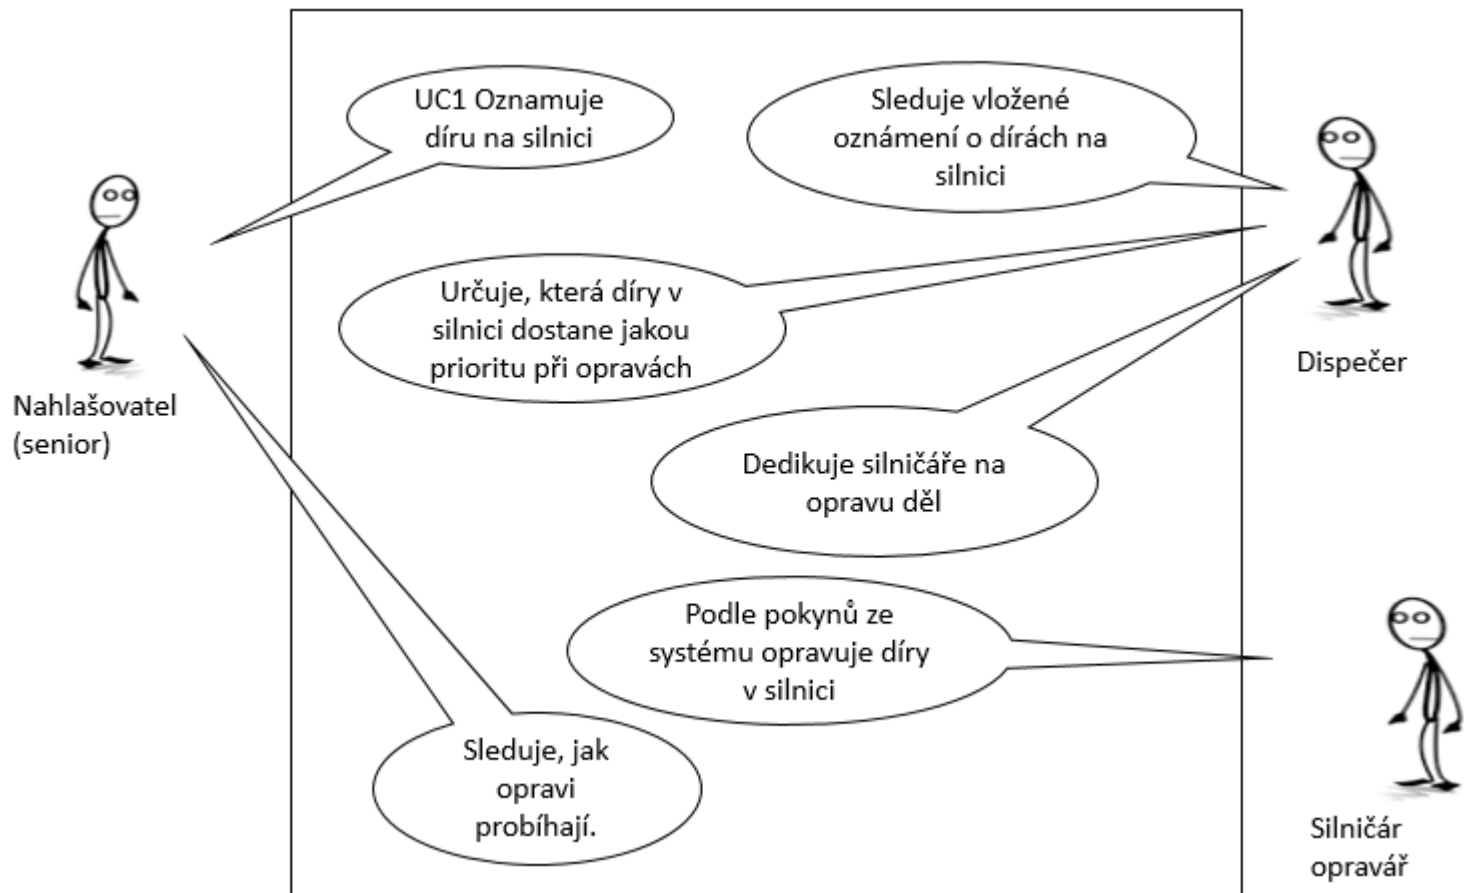 UC1 Oznamuje
díru na silnici
Sleduje vložené
oznámení o dírách na
silnici
Určuje, která díry v
silnici dostane jakou
prioritu při opravách
Dispečer
Nahlašovatel
(senior)
Dedikuje silničáře na
opravu děl
Podle pokynů ze
systému opravuje díry
v silnici
Sleduje, jak
opravi
probíhají.
Silničár
opravář